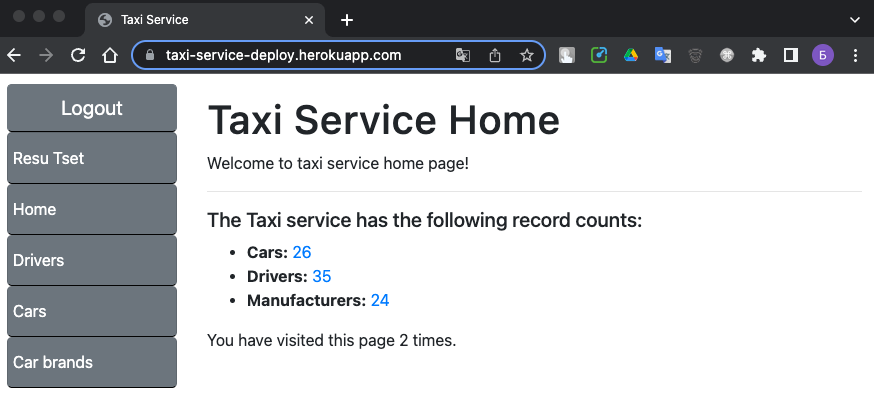 Taxi Service
taxi-service-deploy.herokuapp.com
Б
Logout
Resu Tset
Home
Drivers
Cars
Car brands
Taxi Service Home
Welcome to taxi service home page!
The Taxi service has the following record counts:
Cars: 26
Drivers: 35
Manufacturers: 24
You have visited this page 2 times.